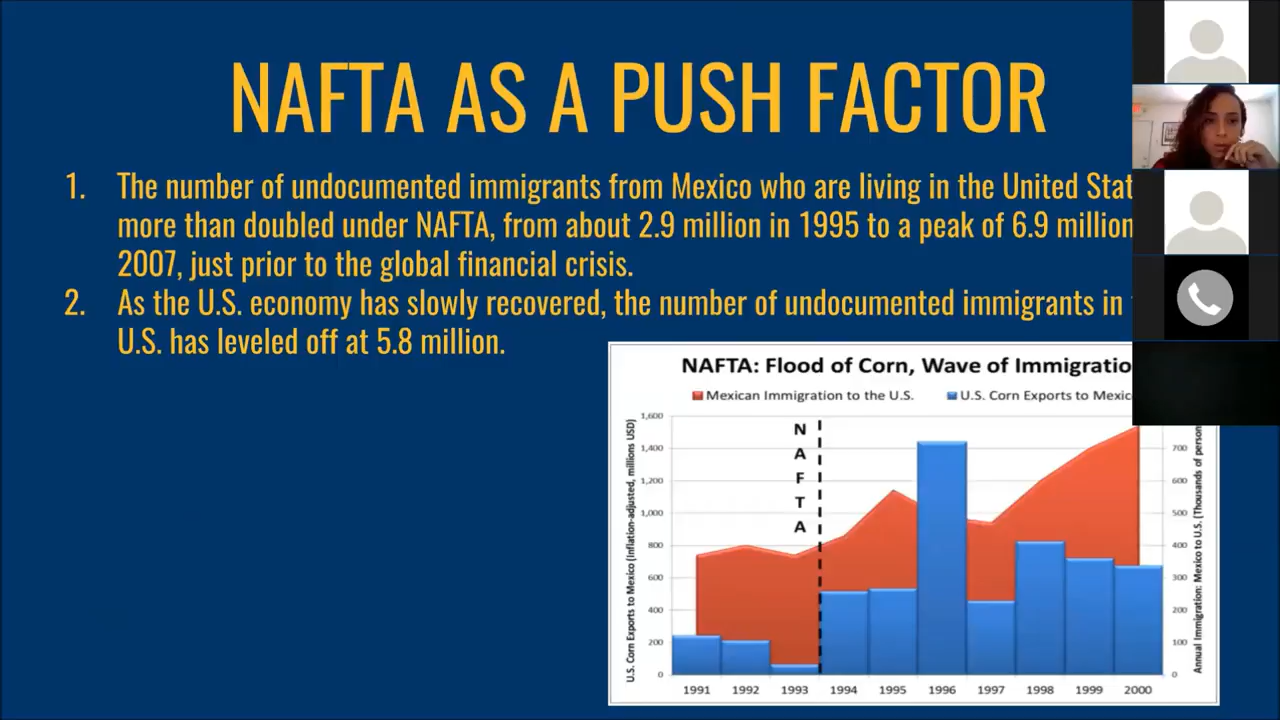 NAFTA AS A PUSH FACTOR
1. The number of undocumented immigrants from Mexico who are living in the United Stat
more than doubled under NAFTA, from about 2.9 million in 1995 to a peak of 6.9 million
2007, just prior to the global financial crisis.
2. As the U.S. economy has slowly recovered, the number of undocumented immigrants in
U.S. has leveled off at 5.8 million.
NAFTA: Flood of Corn, Wave of Immigratio
Mexican Immigration to the U.S. U.S. Corn Exports to Mexic
U.S. Corn Exports to Mexico (Inflation-adjusted, millions USD)
1,600
1,400
1,200
1,000
800
600
400
200
0
N
A
F
T
A
700
600
500
400
300
200
100
0
Annual Immigration: Mexico to U.S. (Thousands of person
1991 1992 1993 1994 1995 1996 1997 1998 1999 2000